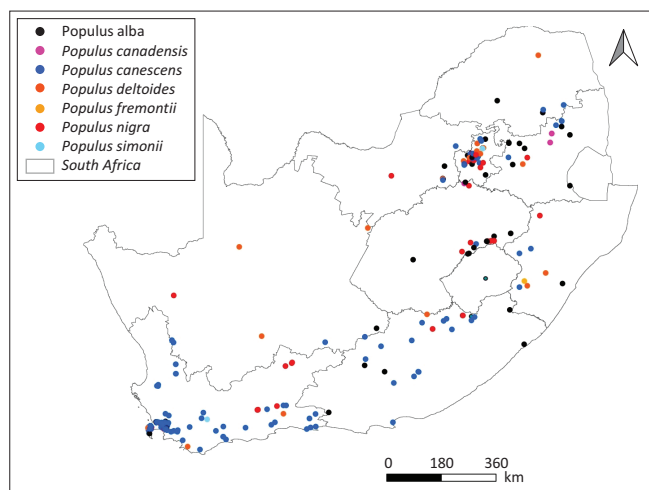 Populus alba
Populus canadensis
Populus canescens
Populus deltoides
Populus fremontii
Populus nigra
Populus simonii
South Africa
0 180 360
km